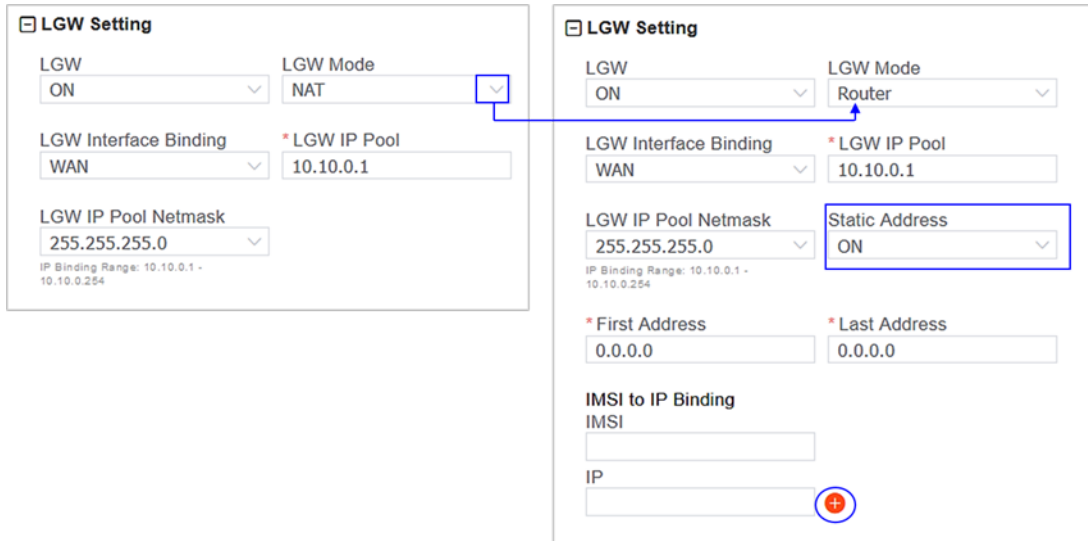 LGW Setting
LGW
LGW Mode
ON
NAT
LGW Interface Binding
* LGW IP Pool
WAN
10.10.0.1
LGW IP Pool Netmask
255.255.255.0
IP Binding Range: 10.10.0.1 -
10.10.0.254
LGW Setting
LGW
LGW Mode
ON
Router
LGW Interface Binding
* LGW IP Pool
WAN
10.10.0.1
LGW IP Pool Netmask
Static Address
255.255.255.0
ON
IP Binding Range: 10.10.0.1 -
10.10.0.254
* First Address
* Last Address
0.0.0.0
0.0.0.0
IMSI to IP Binding
IMSI
IP